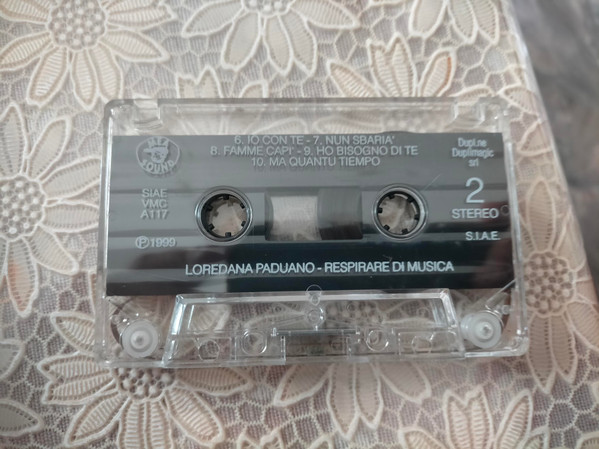 6. IO CON TE - 7. NUN SBARIA'
8. FAMME CAPI' - 9. HO BISOGNO DI TE
10. MA QUANTU TIEMPO
SOUND
SIAE
VMC
A117
℗1999
Dupl.ne
Duplimagic
srl
2
STEREO
S.I.A.E.
LOREDANA PADUANO - RESPIRARE DI MUSICA